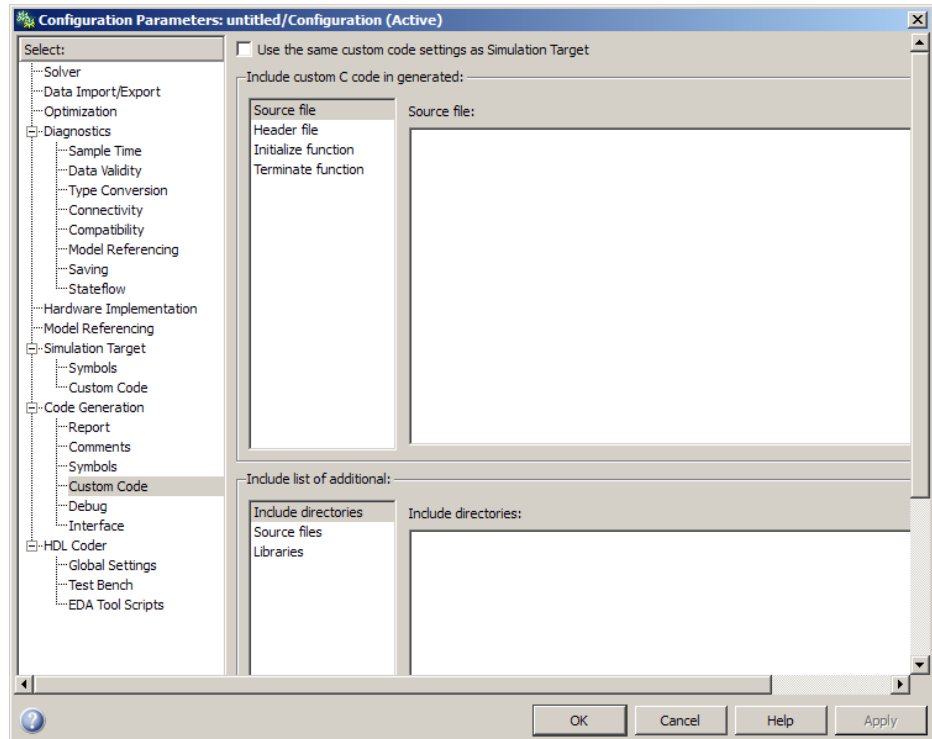 Configuration Parameters: untitled/Configuration (Active)
Select:
Solver
Data Import/Export
Optimization
Diagnostics
Sample Time
Data Validity
Type Conversion
Connectivity
Compatibility
Model Referencing
Saving
Stateflow
Hardware Implementation
Model Referencing
Simulation Target
Symbols
Custom Code
Code Generation
Report
Comments
Symbols
Custom Code
Debug
Interface
HDL Coder
Global Settings
Test Bench
EDA Tool Scripts
Use the same custom code settings as Simulation Target
Include custom C code in generated:
Source file
Header file
Initialize function
Terminate function
Source file:
Include list of additional:
Include directories
Source files
Libraries
Include directories:
OK
Cancel
Help
Apply